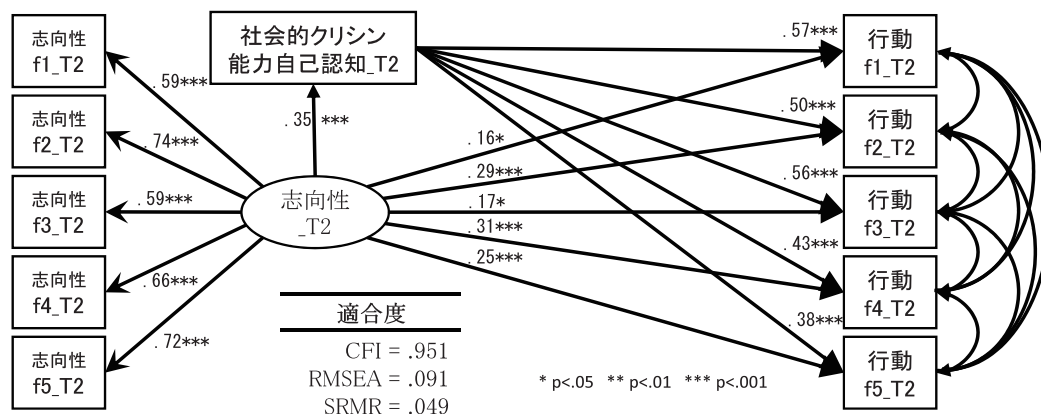 志向性
f1_T2
志向性
f2_T2
志向性
f3_T2
志向性
f4_T2
志向性
f5_T2
社会的クリシン
能力自己認知_T2
.35 ***
志向性
_T2
.59***
.74***
.59***
.66***
.72***
.57***
.50***
.56***
.43***
.38***
.16*
.29***
.17*
.31***
.25***
行動
f1_T2
行動
f2_T2
行動
f3_T2
行動
f4_T2
行動
f5_T2
適合度
CFI = .951
RMSEA = .091
SRMR = .049
* p<.05 ** p<.01 *** p<.001